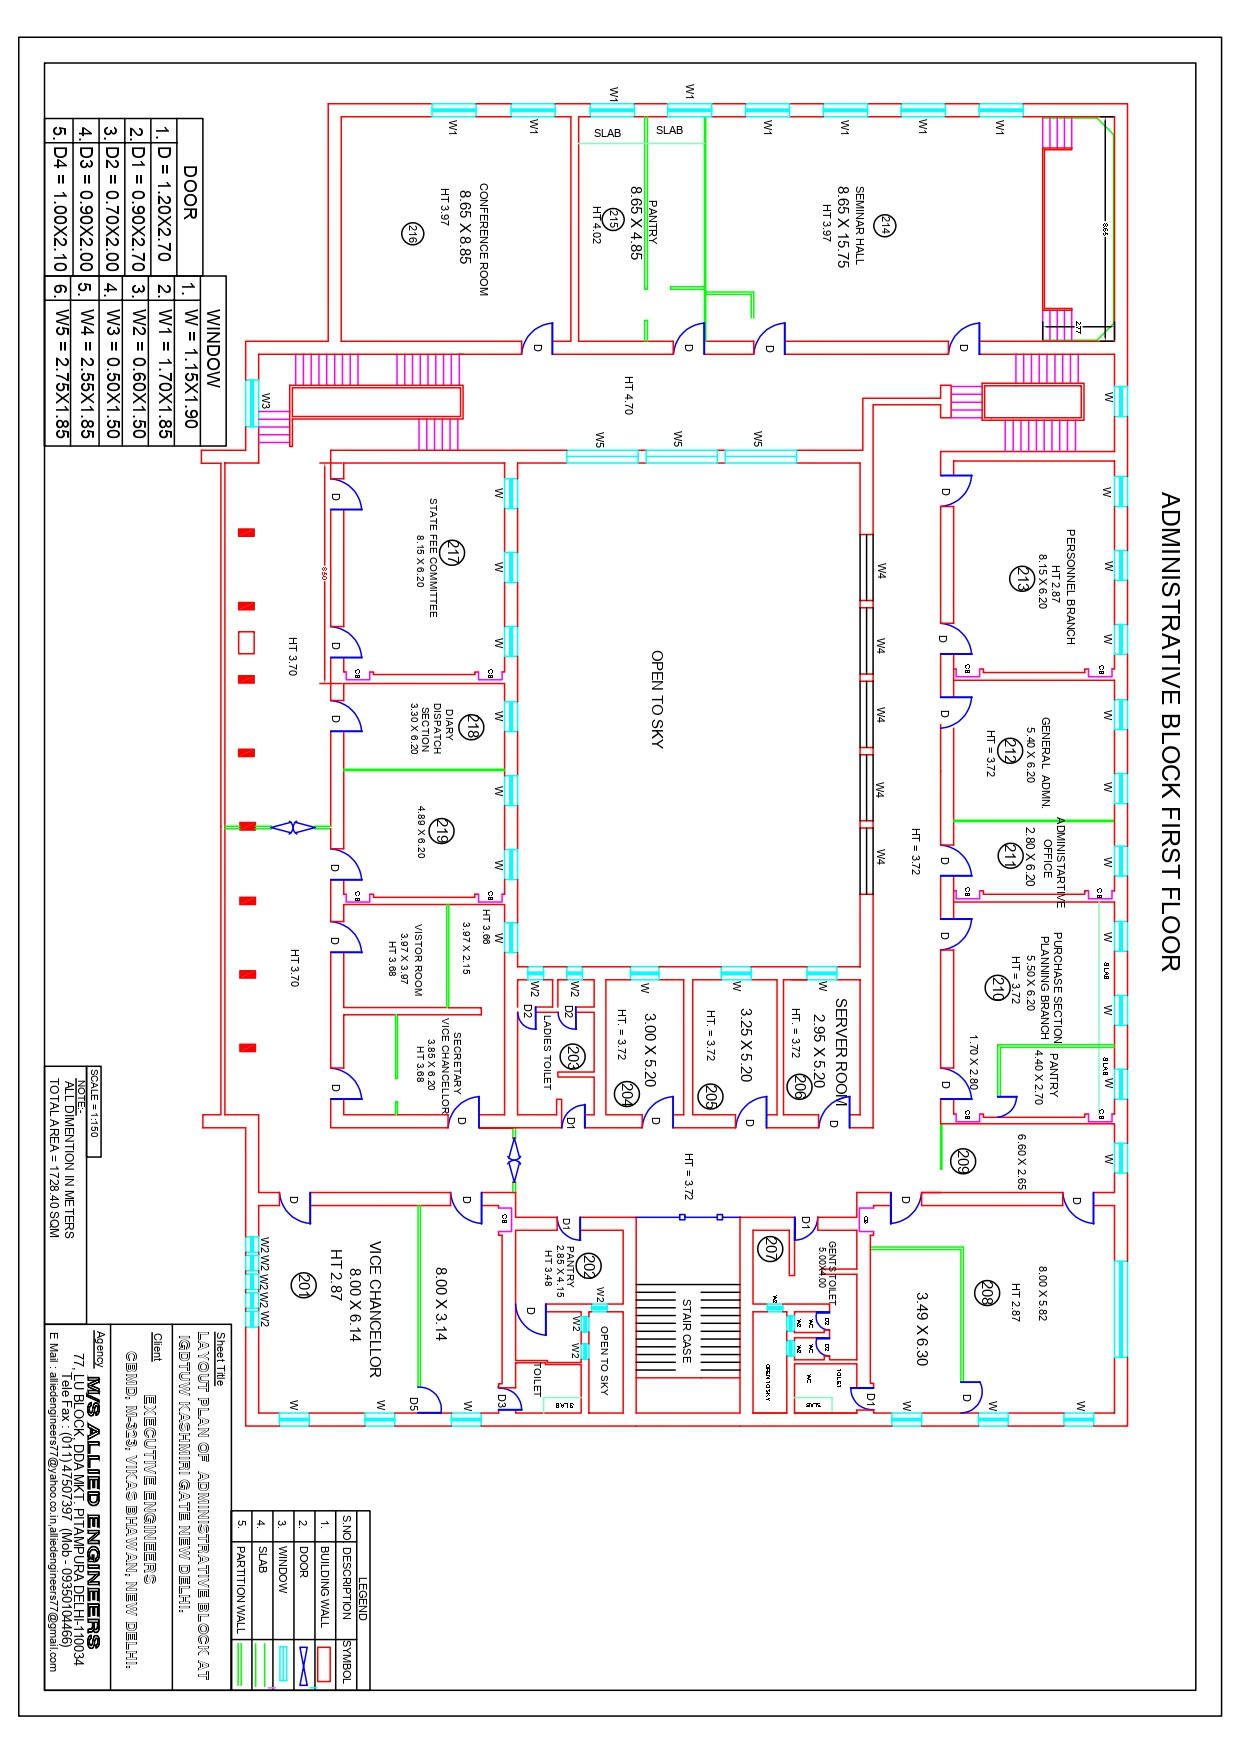 ADMINISTRATIVE BLOCK FIRST FLOOR
W W W W W W W W W W W
8.65
2.77
CB CB CB
SLAB SLAB
PERSONNEL BRANCH
HT 2.87
8.15 X 6.20
213
GENERAL ADMN.
5.40 X 6.20
212
HT = 3.72
ADMINISTARTIVE
OFFICE
2.80 X 6.20
211
PURCHASE SECTION
PLANNING BRANCH
5.50 X 6.20
HT = 3.72
210
PANTRY
4.40 X 2.70
1.70 X 2.80
6.60 X 2.65
209
D
8.00 X 5.82
HT 2.87
208
W
W
D
3.49 X 6.30
W
D
D1
CB CB CB
D D D D D D
HT = 3.72
W4 W4 W4 W4 W4
W1
D
W1
214
SEMINAR HALL
8.65 X 15.75
HT 3.97
W1
W1
D
W1
SLAB
D
PANTRY
8.65 X 4.85
215
HT 4.02
W1
SLAB
HT 4.70
W5
W5
W5
OPEN TO SKY
SERVER ROOM
2.95 X 5.20
HT. = 3.72
206
W
D
3.25 X 5.20
HT. = 3.72
205
W
D
3.00 X 5.20
HT. = 3.72
204
W
D
203
LADIES TOILET
W2
D2
W2
D2
D1
HT = 3.72
CB
GENTS TOILET
5.00X4.00
D2 D2
WC WC
W2 W2
TOILET
WC
SLAB
D1
207
W2
OPEN TO SKY
STAIR CASE
202
PANTRY
2.85 X 4.15
HT 3.48
W2
OPEN TO SKY
W2 W2
D1
D
TOILET
SLAB
CB
D3
W1
D
CONFERENCE ROOM
8.65 X 8.85
HT 3.97
216
W1
W W W W W W W
CB CB
217
STATE FEE COMMITTEE
8.15 X 6.20
218
DIARY
DISPATCH
SECTION
3.30 X 6.20
219
4.89 X 6.20
HT 3.66
3.97 X 2.15
VISTOR ROOM
3.97 X 3.97
HT 3.68
SECRETARY
VICE CHANCELLOR
3.85 X 6.20
HT 3.68
D
CB CB
D D D D D D
8.50
HT 3.70
HT 3.70
D
W
8.00 X 3.14
D5
W
VICE CHANCELLOR
8.00 X 6.14
HT 2.87
201
D
W
W2 W2 W2 W2 W2
W3
LEGEND
S.NO DESCRIPTION SYMBOL
1. BUILDING WALL
2. DOOR
3. WINDOW
4. SLAB
5. PARTITION WALL
DOOR
1. D = 1.20X2.70
2. D1 = 0.90X2.70
3. D2 = 0.70X2.00
4. D3 = 0.90X2.00
5. D4 = 1.00X2.10
WINDOW
1. W = 1.15X1.90
2. W1 = 1.70X1.85
3. W2 = 0.60X1.50
4. W3 = 0.50X1.50
5. W4 = 2.55X1.85
6. W5 = 2.75X1.85
SCALE = 1:150
NOTE:-
ALL DIMENTION IN METERS
TOTAL AREA = 1728.40 SQM
Sheet Title
LAYOUT PLAN OF ADMINISTRATIVE BLOCK AT
IGDTUW KASHMIRI GATE NEW DELHI.
Client
EXECUTIVE ENGINEERS
CBMD, M-323, VIKAS BHAWAN, NEW DELHI.
Agency
M/S ALLIED ENGINEERS
77, LU BLOCK, DDA MKT. PITAMPURA DELHI-110034
Tele Fax : (011) 47507397 (Mob - 09350104466)
E Mail : alliedengineers77@yahoo.co.in,alliedengineers77@gmail.com